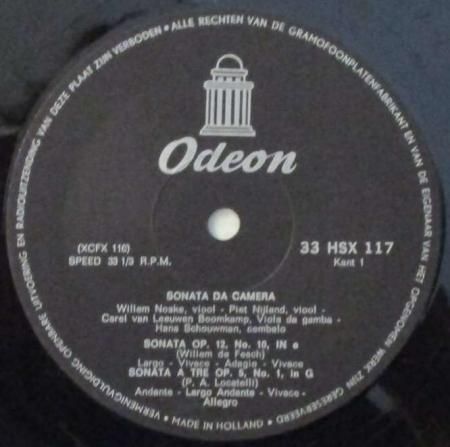 ALLE RECHTEN VAN DE GRAMOFOONPLATENFABRIKANT EN VAN DE EIGENAAR VAN HET OPGENOMEN WERK ZIJN GERESERVEERD • MADE IN HOLLAND • VERMENIGVULDIGING OPENBARE UITVOERING EN RADIOUITZENDING VAN DEZE PLAAT ZIJN VERBODEN •
Odeon
(XCFX 116)
SPEED 33 1/3 R.P.M.
33 HSX 117
Kant 1
SONATA DA CAMERA
Willem Noske, viool - Piet Nijland, viool -
Carel van Leeuwen Boomkamp, Viola da gamba -
Hans Schouwman, cembalo
SONATA OP. 12, No. 10, IN e
(Willem de Fesch)
Largo - Vivace - Adagio - Vivace
SONATA A TRE OP. 5, No. 1, in G
(P. A. Locatelli)
Andante - Largo Andante - Vivace -
Allegro